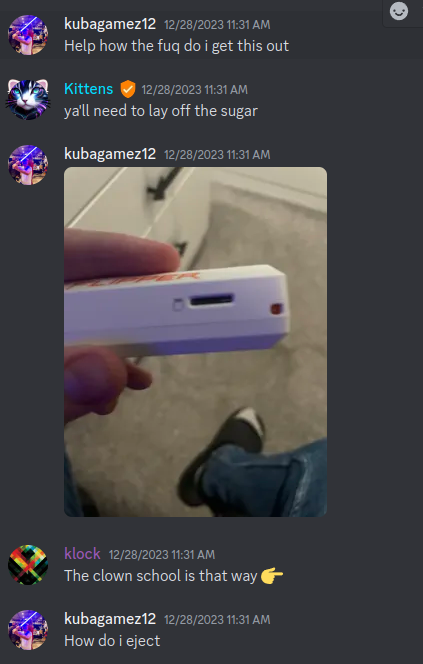 kubagamez12 12/28/2023 11:31 AM
Help how the fuq do i get this out
Kittens 12/28/2023 11:31 AM
ya'll need to lay off the sugar
kubagamez12 12/28/2023 11:31 AM
FLIPPER
klock 12/28/2023 11:31 AM
The clown school is that way 👉
kubagamez12 12/28/2023 11:31 AM
How do i eject